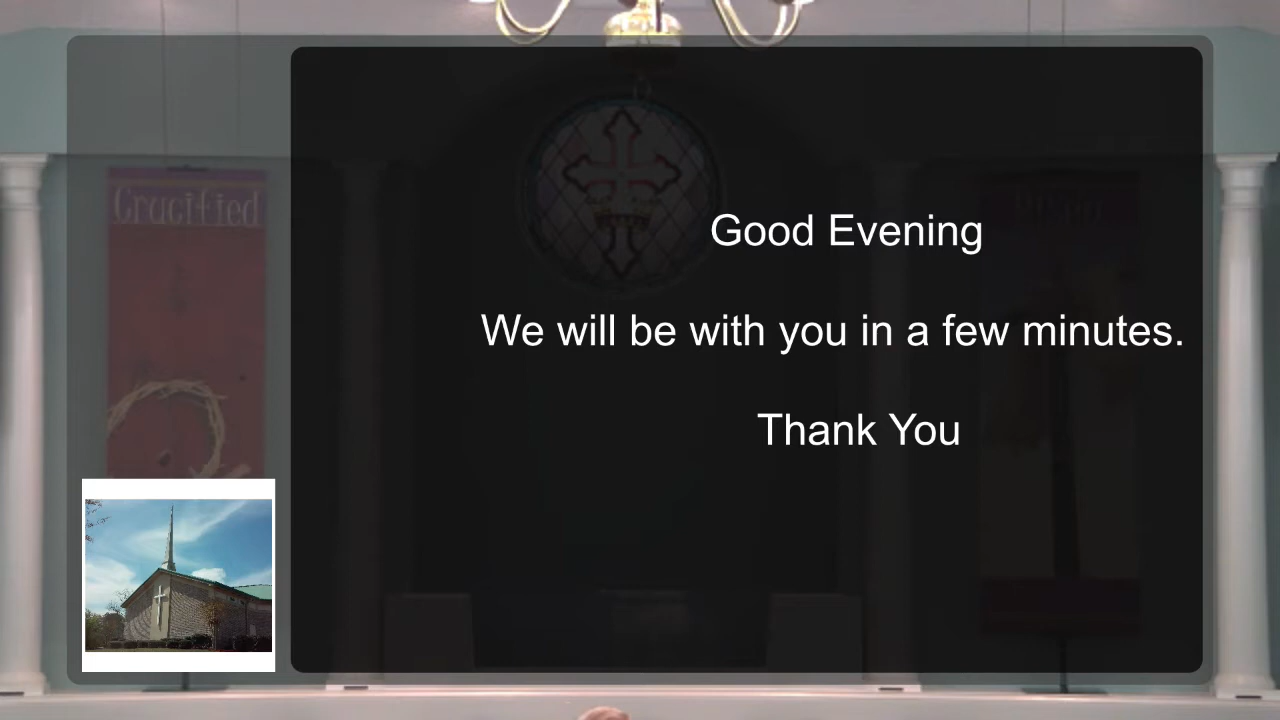 Crucified
Good Evening
We will be with you in a few minutes.
Thank You